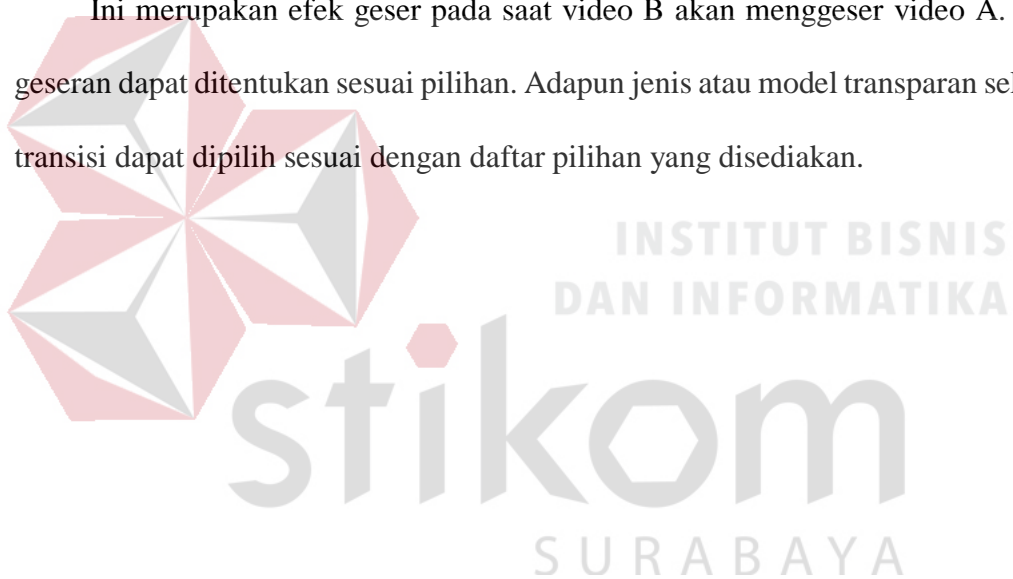 Ini merupakan efek geser pada saat video B akan menggeser video A.
geseran dapat ditentukan sesuai pilihan. Adapun jenis atau model transparan
transisi dapat dipilih sesuai dengan daftar pilihan yang disediakan.
INSTITUT BISNIS
DAN INFORMATIKA
stikom
SURABAYA